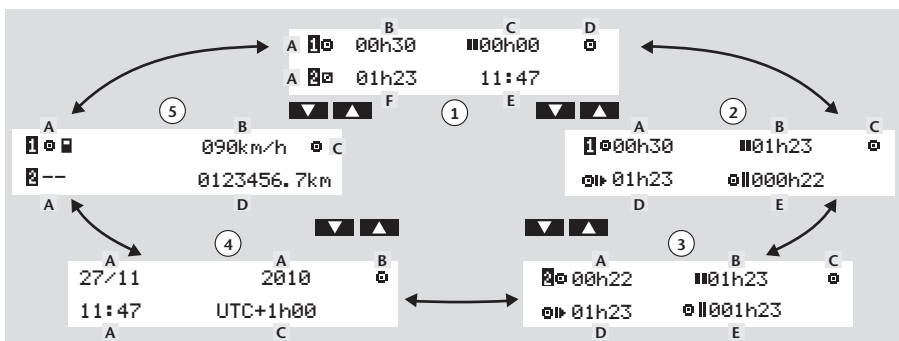 B C D
A 1 00h30 00h00
A 2 01h23 11:47
F E
5
1
2
A B
1 090km/h C
2 -- 0123456.7km
A D
A B C
1 00h30 01h23
01h23 000h22
D E
4
3
A A B
27/11 2010
11:47 UTC+1h00
A C
A B C
2 00h22 01h23
01h23 001h23
D E